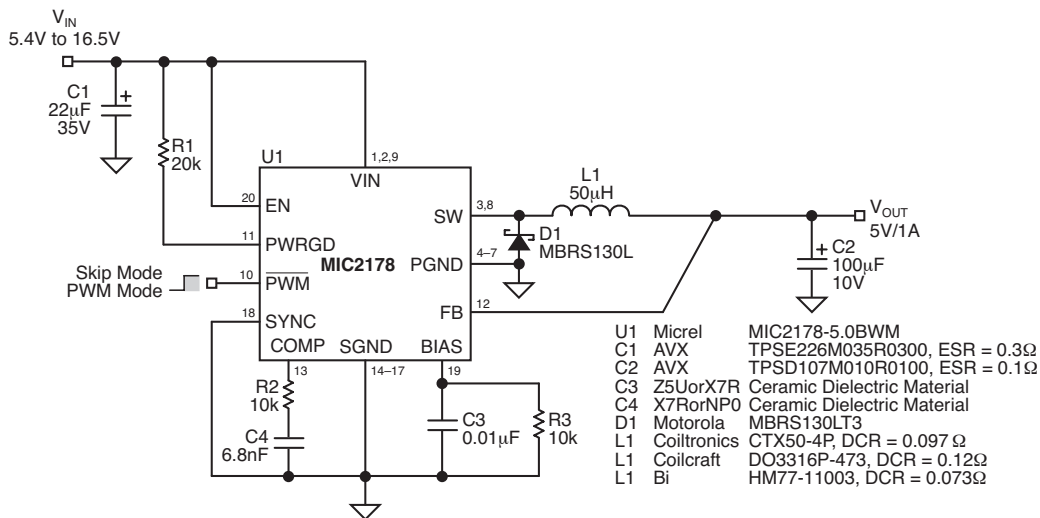 V_IN
5.4V to 16.5V
C1
22µF
35V
R1
20k
U1
1,2,9
VIN
20
EN
11
PWRGD
Skip Mode
PWM Mode
10
PWM
18
SYNC
MIC2178
SW
3,8
PGND
4–7
FB
12
COMP
SGND
BIAS
13
14–17
19
L1
50µH
D1
MBRS130L
V_OUT
5V/1A
C2
100µF
10V
R2
10k
C4
6.8nF
C3
0.01µF
R3
10k
U1 Micrel MIC2178-5.0BWM
C1 AVX TPSE226M035R0300, ESR = 0.3Ω
C2 AVX TPSD107M010R0100, ESR = 0.1Ω
C3 Z5UorX7R Ceramic Dielectric Material
C4 X7RorNP0 Ceramic Dielectric Material
D1 Motorola MBRS130LT3
L1 Coiltronics CTX50-4P, DCR = 0.097 Ω
L1 Coilcraft DO3316P-473, DCR = 0.12Ω
L1 Bi HM77-11003, DCR = 0.073Ω